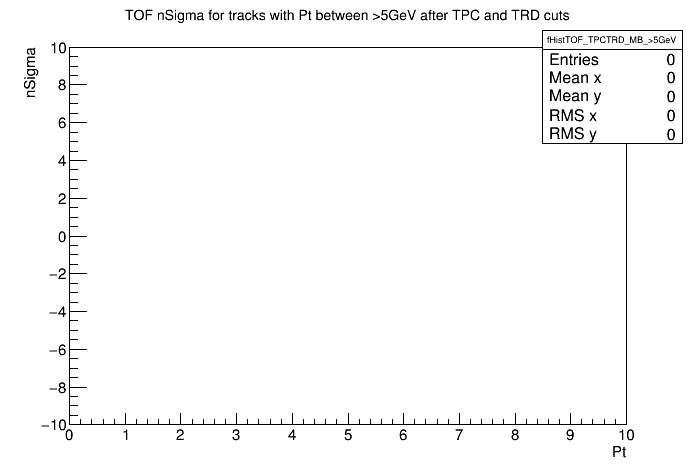 TOF nSigma for tracks with Pt between >5GeV after TPC and TRD cuts
fHistTOF_TPCTRD_MB_>5GeV
Entries 0
Mean x 0
Mean y 0
RMS x 0
RMS y 0
nSigma
10
8
6
4
2
0
−2
−4
−6
−8
−10
0 1 2 3 4 5 6 7 8 9 10
Pt